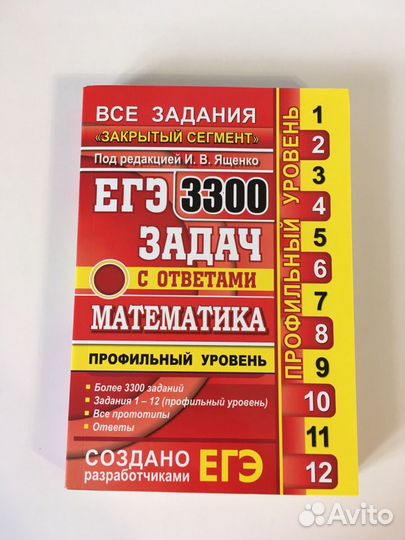 ВСЕ ЗАДАНИЯ
«ЗАКРЫТЫЙ СЕГМЕНТ»
Под редакцией И. В. Ященко
ЕГЭ 3300
ЗАДАЧ
С ОТВЕТАМИ
МАТЕМАТИКА
ПРОФИЛЬНЫЙ УРОВЕНЬ
• Более 3300 заданий
• Задания 1 – 12 (профильный уровень)
• Все прототипы
• Ответы
СОЗДАНО
разработчиками ЕГЭ
ПРОФИЛЬНЫЙ УРОВЕНЬ
1
2
3
4
5
6
7
8
9
10
11
12
Avito